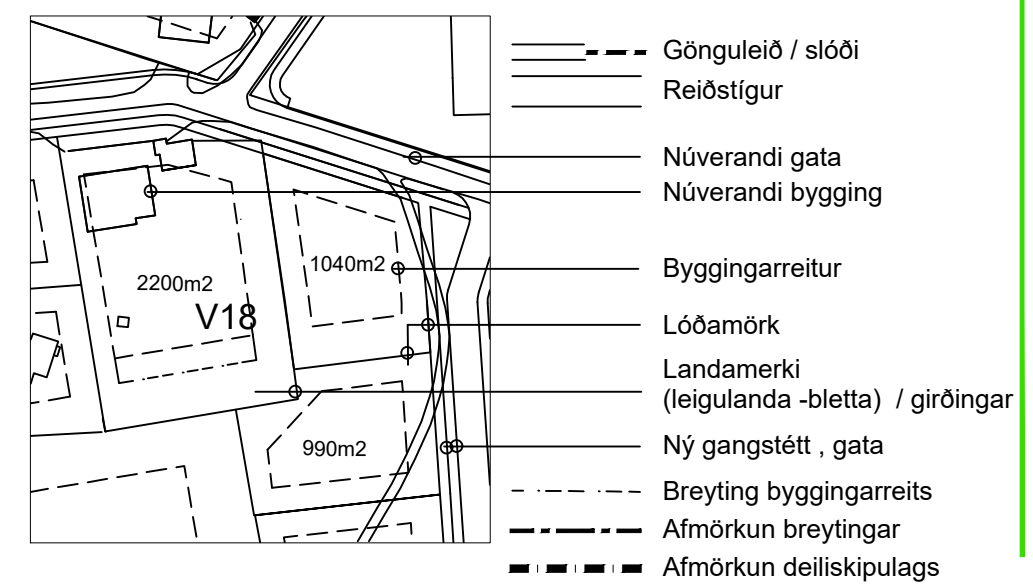 Gönguleið / slóði
Reiðstígur
Núverandi gata
Núverandi bygging
1040m2
Byggingarreitur
2200m2
V18
Lóðamörk
Landamerki
(leigulanda -bletta) / girðingar
990m2
Ný gangstétt , gata
Breyting byggingarreits
Afmörkun breytingar
Afmörkun deiliskipulags